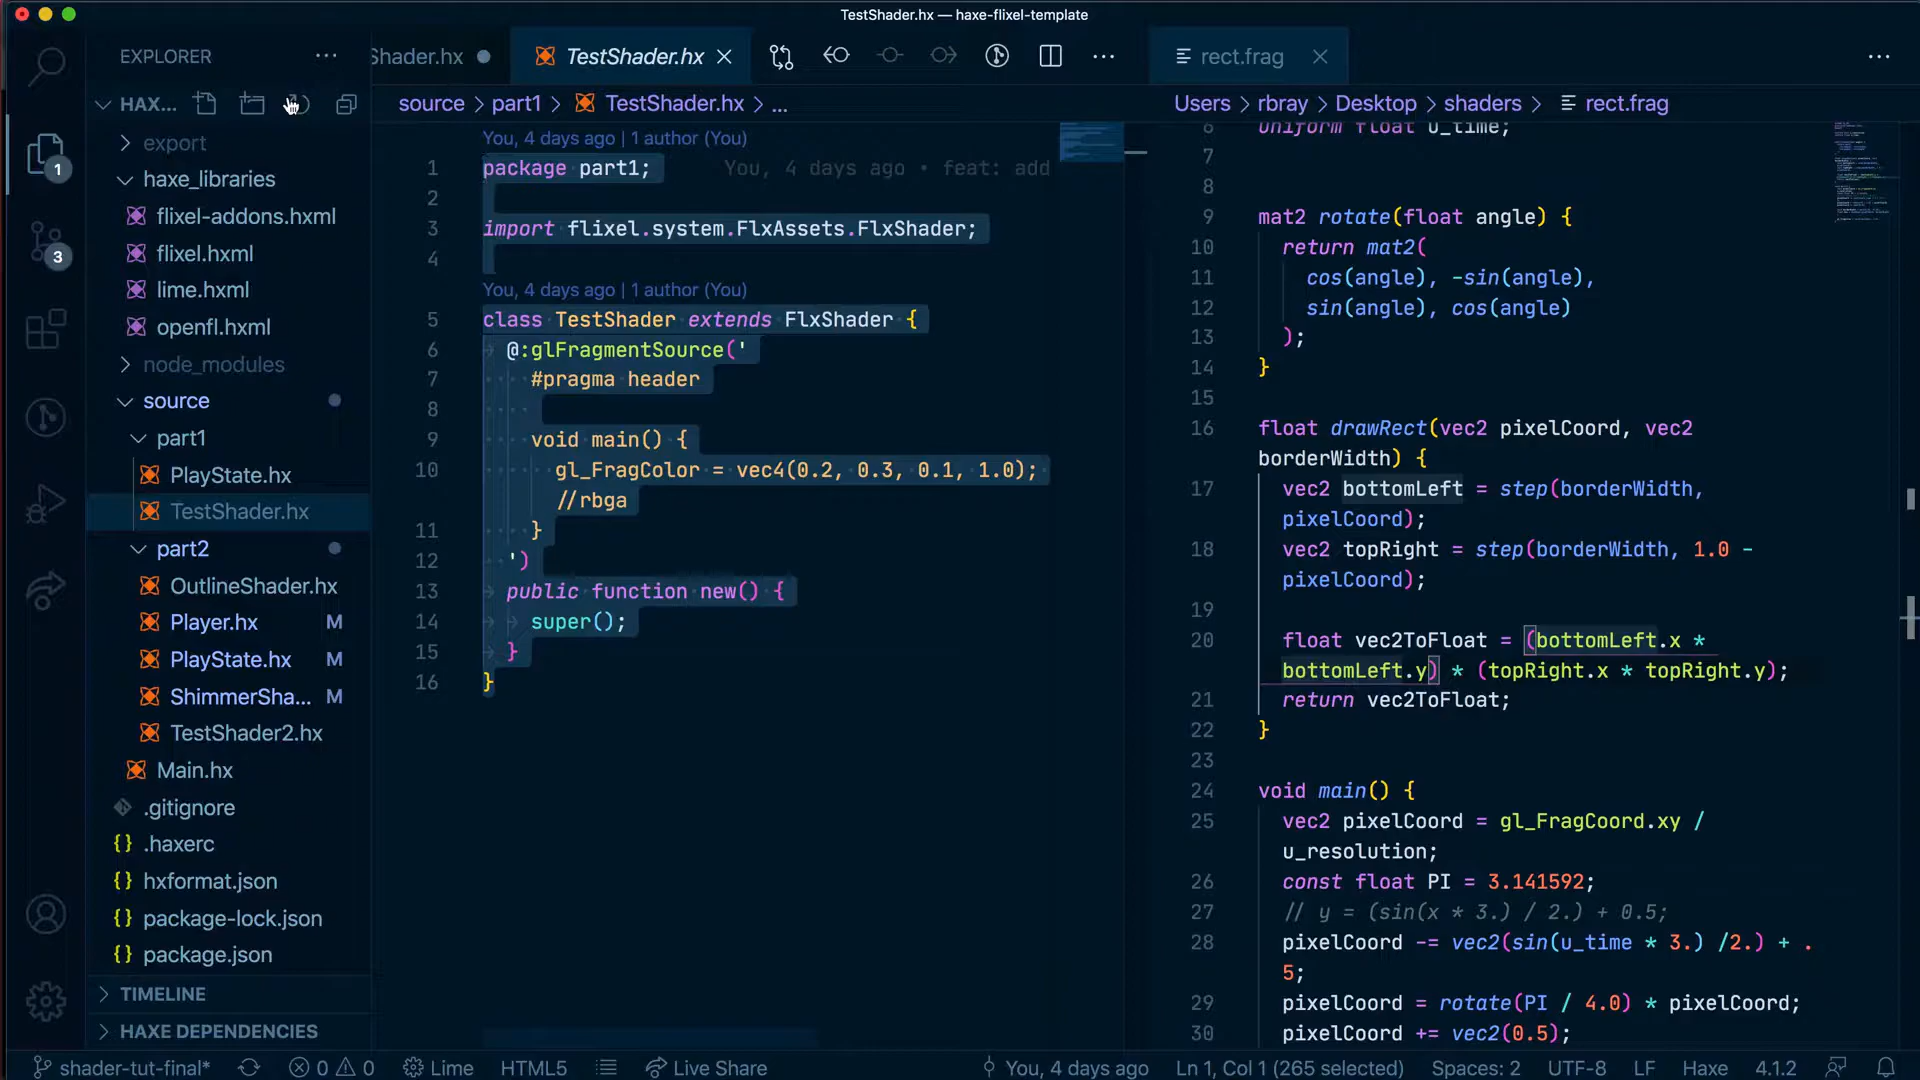 TestShader.hx — haxe-flixel-template
EXPLORER
HAX...
export
haxe_libraries
flixel-addons.hxml
flixel.hxml
lime.hxml
openfl.hxml
node_modules
source
part1
PlayState.hx
TestShader.hx
part2
OutlineShader.hx
Player.hx M
PlayState.hx M
ShimmerSha... M
TestShader2.hx
Main.hx
.gitignore
{} .haxerc
{} hxformat.json
{} package-lock.json
{} package.json
TIMELINE
HAXE DEPENDENCIES
1
3
Shader.hx
TestShader.hx
source > part1 > TestShader.hx > ...
You, 4 days ago | 1 author (You)
1 package part1; You, 4 days ago • feat: add
2
3 import flixel.system.FlxAssets.FlxShader;
4
You, 4 days ago | 1 author (You)
5 class TestShader extends FlxShader {
6 @:glFragmentSource('
7 #pragma header
8
9 void main() {
10 gl_FragColor = vec4(0.2, 0.3, 0.1, 1.0);
//rbga
11 }
12 ')
13 public function new() {
14 super();
15 }
16 }
rect.frag
Users > rbray > Desktop > shaders > rect.frag
6 uniform float u_time;
7
8
9 mat2 rotate(float angle) {
10 return mat2(
11 cos(angle), -sin(angle),
12 sin(angle), cos(angle)
13 );
14 }
15
16 float drawRect(vec2 pixelCoord, vec2
borderWidth) {
17 vec2 bottomLeft = step(borderWidth,
pixelCoord);
18 vec2 topRight = step(borderWidth, 1.0 -
pixelCoord);
19
20 float vec2ToFloat = (bottomLeft.x *
bottomLeft.y) * (topRight.x * topRight.y);
21 return vec2ToFloat;
22 }
23
24 void main() {
25 vec2 pixelCoord = gl_FragCoord.xy /
u_resolution;
26 const float PI = 3.141592;
27 // y = (sin(x * 3.) / 2.) + 0.5;
28 pixelCoord -= vec2(sin(u_time * 3.) /2.) + .
5;
29 pixelCoord = rotate(PI / 4.0) * pixelCoord;
30 pixelCoord += vec2(0.5);
shader-tut-final* 0 0 Lime HTML5 Live Share You, 4 days ago Ln 1, Col 1 (265 selected) Spaces: 2 UTF-8 LF Haxe 4.1.2